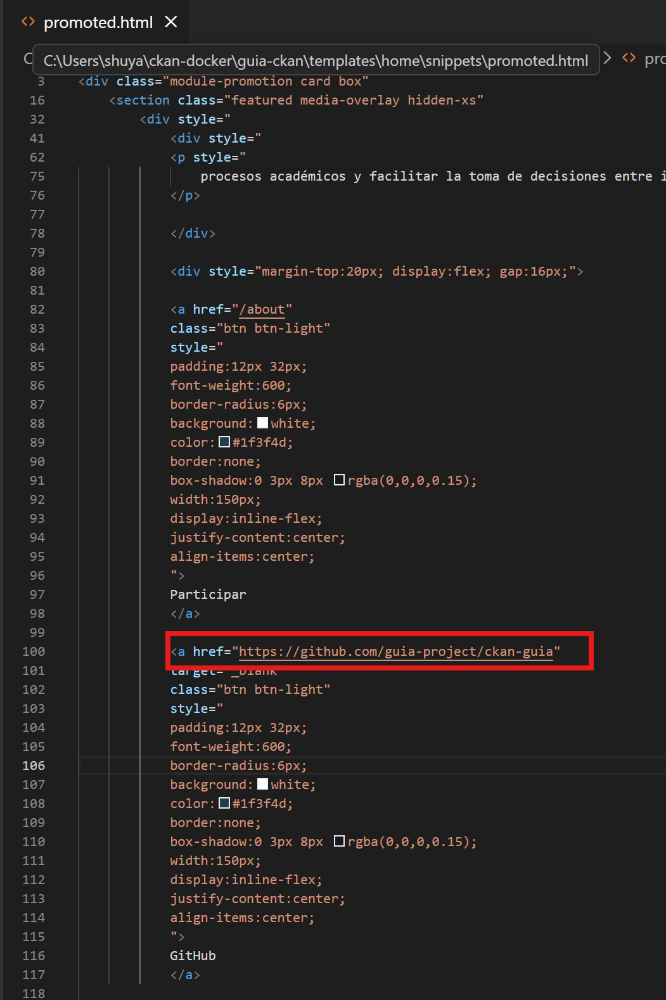 promoted.html
C
C:\Users\shuya\ckan-docker\guia-ckan\templates\home\snippets\promoted.html
3 <div class="module-promotion card box"
16 <section class="featured media-overlay hidden-xs"
32 <div style="
41 <div style="
62 <p style="
75 procesos académicos y facilitar la toma de decisiones entre
76 </p>
77
78 </div>
79
80 <div style="margin-top:20px; display:flex; gap:16px;">
81
82 <a href="/about"
83 class="btn btn-light"
84 style="
85 padding:12px 32px;
86 font-weight:600;
87 border-radius:6px;
88 background: white;
89 color: #1f3f4d;
90 border:none;
91 box-shadow:0 3px 8px rgba(0,0,0,0.15);
92 width:150px;
93 display:inline-flex;
94 justify-content:center;
95 align-items:center;
96 ">
97 Participar
98 </a>
99
100 <a href="https://github.com/guia-project/ckan-guia"
101 target="_blank"
102 class="btn btn-light"
103 style="
104 padding:12px 32px;
105 font-weight:600;
106 border-radius:6px;
107 background: white;
108 color: #1f3f4d;
109 border:none;
110 box-shadow:0 3px 8px rgba(0,0,0,0.15);
111 width:150px;
112 display:inline-flex;
113 justify-content:center;
114 align-items:center;
115 ">
116 GitHub
117 </a>
118